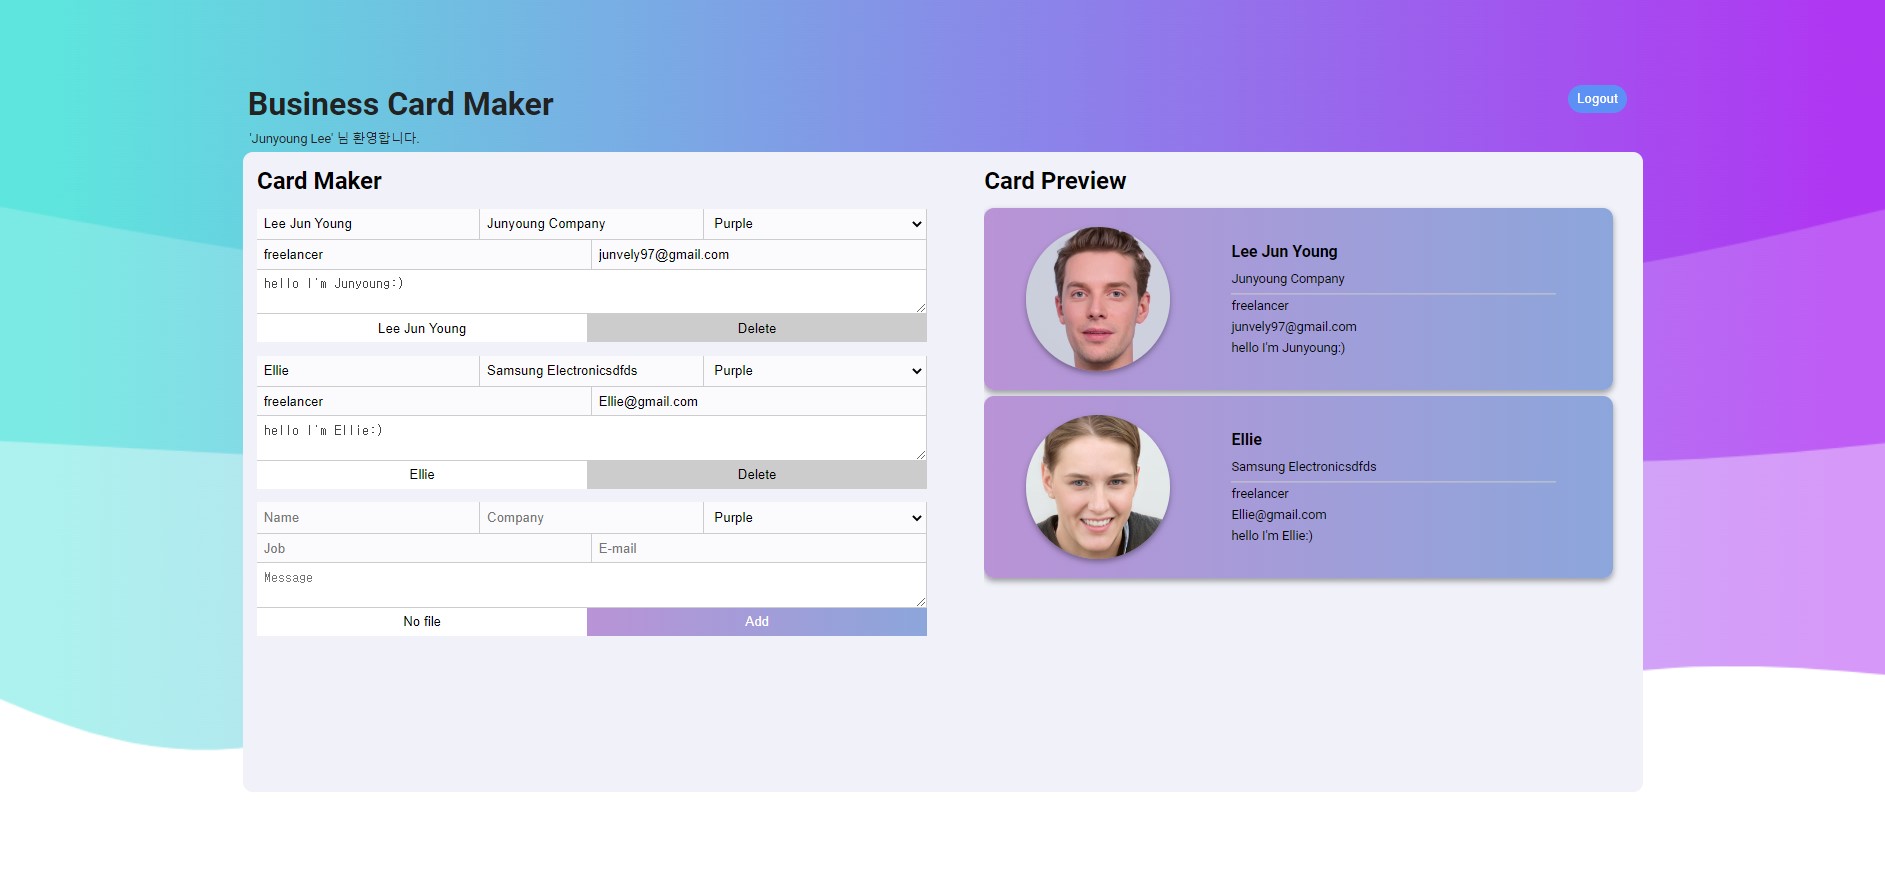 Business Card Maker
Logout
'Junyoung Lee' 님 환영합니다.
Card Maker
Lee Jun Young Junyoung Company Purple
freelancer junvely97@gmail.com
hello I'm Junyoung:)
Lee Jun Young Delete
Ellie Samsung Electronicsdfds Purple
freelancer Ellie@gmail.com
hello I'm Ellie:)
Ellie Delete
Name Company Purple
Job E-mail
Message
No file Add
Card Preview
Lee Jun Young
Junyoung Company
freelancer
junvely97@gmail.com
hello I'm Junyoung:)
Ellie
Samsung Electronicsdfds
freelancer
Ellie@gmail.com
hello I'm Ellie:)